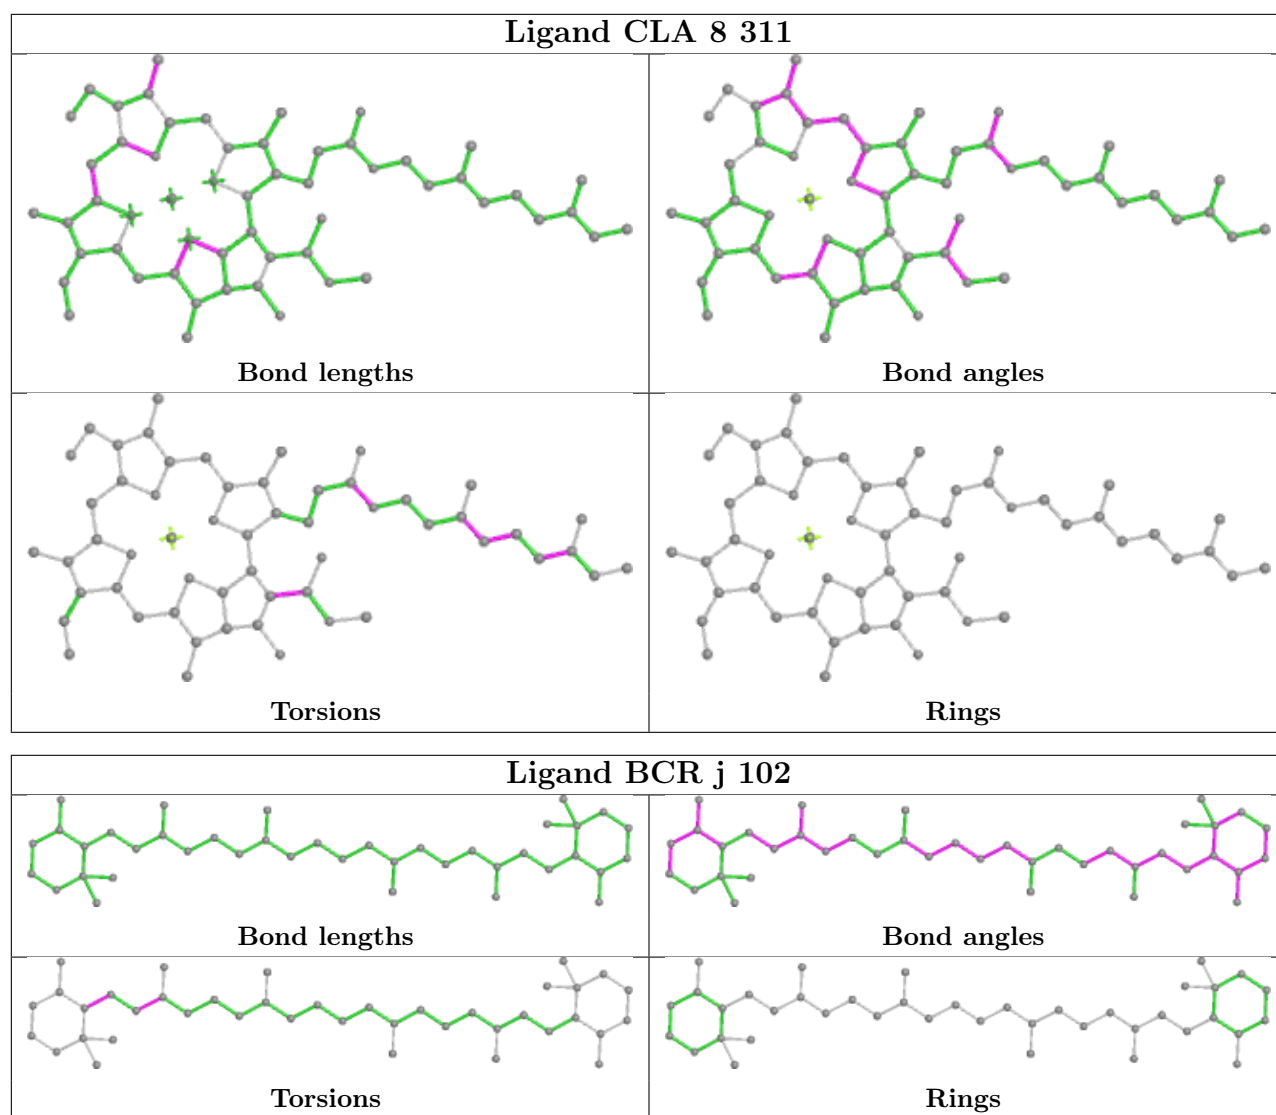 Ligand CLA 8 311
Bond lengths
Bond angles
Torsions
Rings
Ligand BCR j 102
Bond lengths
Bond angles
Torsions
Rings